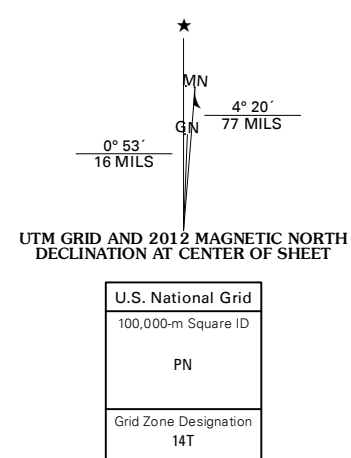 ★
MN
4° 20´
77 MILS
GN
0° 53´
16 MILS
UTM GRID AND 2012 MAGNETIC NORTH
DECLINATION AT CENTER OF SHEET
U.S. National Grid
100,000-m Square ID
PN
Grid Zone Designation
14T